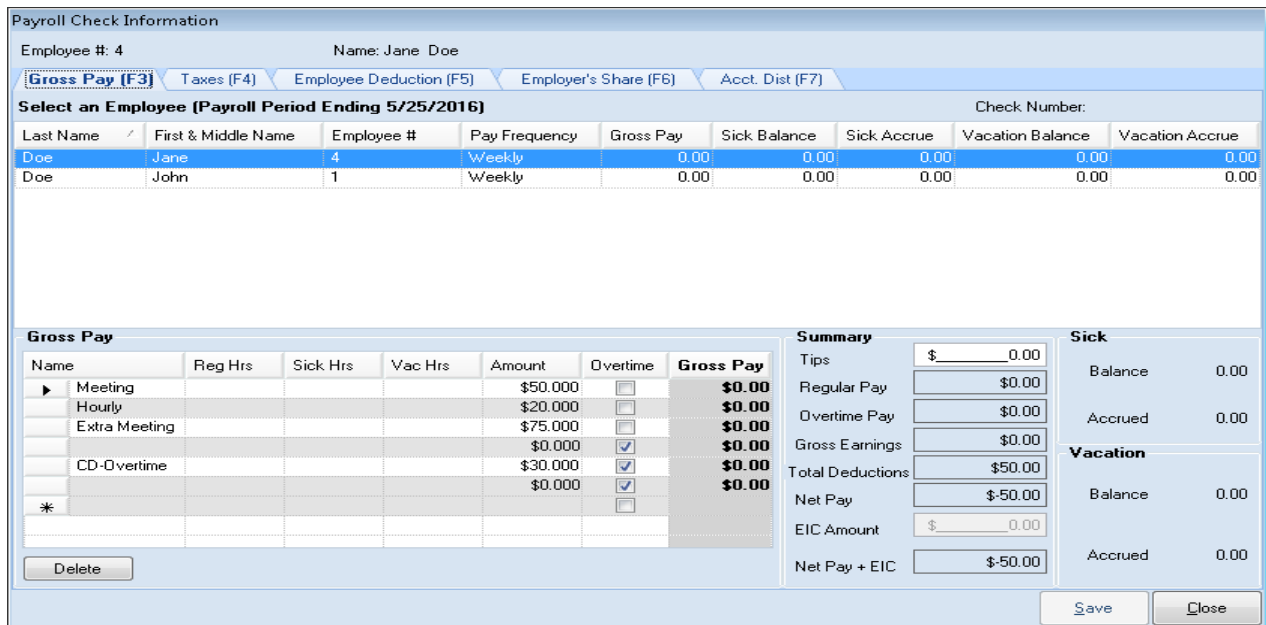 Payroll Check Information
Employee #: 4 Name: Jane Doe
Gross Pay (F3) Taxes (F4) Employee Deduction (F5) Employer's Share (F6) Acct. Dist (F7)
Select an Employee (Payroll Period Ending 5/25/2016) Check Number:
Last Name First & Middle Name Employee # Pay Frequency Gross Pay Sick Balance Sick Accrue Vacation Balance Vacation Accrue
Doe Jane 4 Weekly 0.00 0.00 0.00 0.00 0.00
Doe John 1 Weekly 0.00 0.00 0.00 0.00 0.00
Gross Pay
Name Reg Hrs Sick Hrs Vac Hrs Amount Overtime Gross Pay
Meeting $50.000 $0.00
Hourly $20.000 $0.00
Extra Meeting $75.000 $0.00
$0.000 $0.00
CD-Overtime $30.000 $0.00
$0.000 $0.00
Delete
Summary
Tips $_______0.00
Regular Pay $0.00
Overtime Pay $0.00
Gross Earnings $0.00
Total Deductions $50.00
Net Pay $-50.00
EIC Amount $_______0.00
Net Pay + EIC $-50.00
Sick
Balance 0.00
Accrued 0.00
Vacation
Balance 0.00
Accrued 0.00
Save Close